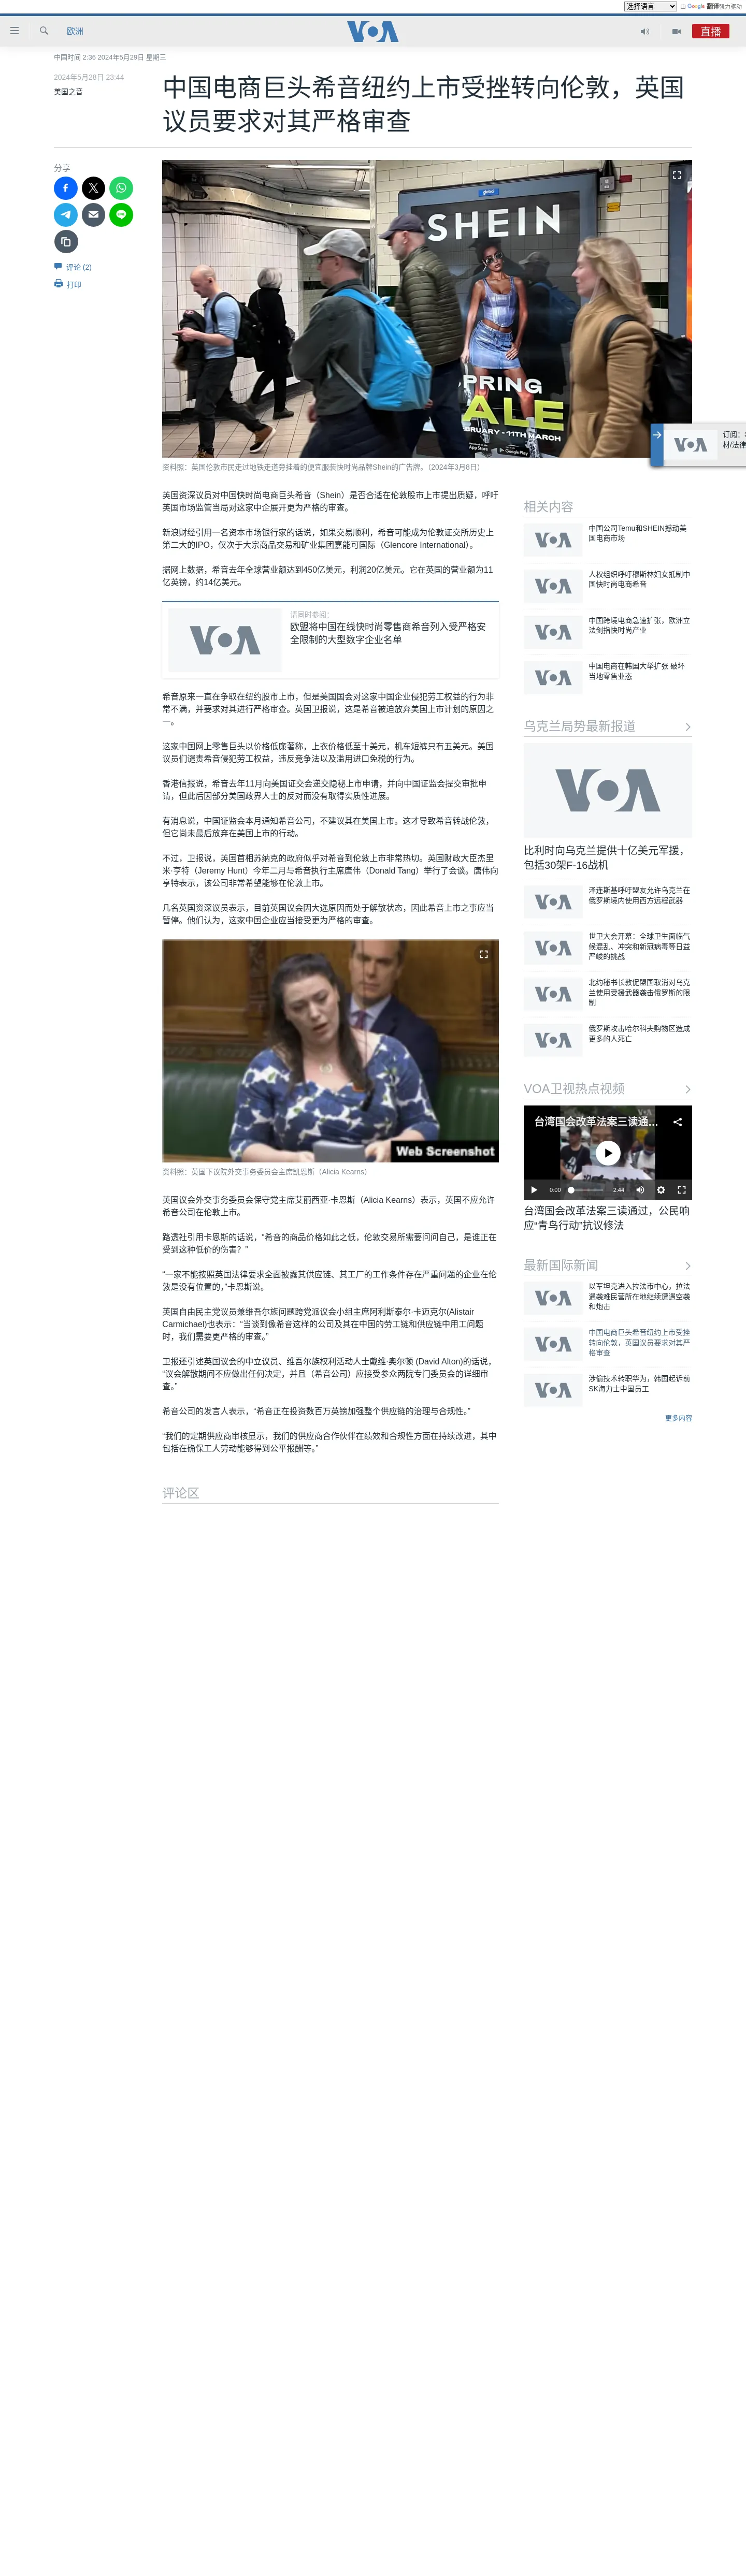 选择语言
由 Google 翻译强力驱动
欧洲
VOA
直播
中国时间 2:36 2024年5月29日 星期三
2024年5月28日 23:44
美国之音
中国电商巨头希音纽约上市受挫转向伦敦，英国
议员要求对其严格审查
分享
评论 (2)
打印
global
SHEIN
SPRING
SALE
FEBRUARY - 11TH MARCH
App Store
Google Play
资料照：英国伦敦市民走过地铁走道旁挂着的便宜服装快时尚品牌Shein的广告牌。（2024年3月8日）
VOA
订阅：
材/法律
英国资深议员对中国快时尚电商巨头希音（Shein）是否合适在伦敦股市上市提出质疑，呼吁
英国市场监管当局对这家中企展开更为严格的审查。
新浪财经引用一名资本市场银行家的话说，如果交易顺利，希音可能成为伦敦证交所历史上
第二大的IPO，仅次于大宗商品交易和矿业集团嘉能可国际（Glencore International）。
据网上数据，希音去年全球营业额达到450亿美元，利润20亿美元。它在英国的营业额为11
亿英镑，约14亿美元。
VOA
请同时参阅：
欧盟将中国在线快时尚零售商希音列入受严格安
全限制的大型数字企业名单
希音原来一直在争取在纽约股市上市，但是美国国会对这家中国企业侵犯劳工权益的行为非
常不满，并要求对其进行严格审查。英国卫报说，这是希音被迫放弃美国上市计划的原因之
一。
这家中国网上零售巨头以价格低廉著称，上衣价格低至十美元，机车短裤只有五美元。美国
议员们谴责希音侵犯劳工权益，违反竞争法以及滥用进口免税的行为。
香港信报说，希音去年11月向美国证交会递交隐秘上市申请，并向中国证监会提交审批申
请，但此后因部分美国政界人士的反对而没有取得实质性进展。
有消息说，中国证监会本月通知希音公司，不建议其在美国上市。这才导致希音转战伦敦，
但它尚未最后放弃在美国上市的行动。
不过，卫报说，英国首相苏纳克的政府似乎对希音到伦敦上市非常热切。英国财政大臣杰里
米·亨特（Jeremy Hunt）今年二月与希音执行主席唐伟（Donald Tang）举行了会谈。唐伟向
亨特表示，该公司非常希望能够在伦敦上市。
几名英国资深议员表示，目前英国议会因大选原因而处于解散状态，因此希音上市之事应当
暂停。他们认为，这家中国企业应当接受更为严格的审查。
Web Screenshot
资料照：英国下议院外交事务委员会主席凯恩斯（Alicia Kearns）
英国议会外交事务委员会保守党主席艾丽西亚·卡恩斯（Alicia Kearns）表示，英国不应允许
希音公司在伦敦上市。
路透社引用卡恩斯的话说，“希音的商品价格如此之低，伦敦交易所需要问问自己，是谁正在
受到这种低价的伤害？”
“一家不能按照英国法律要求全面披露其供应链、其工厂的工作条件存在严重问题的企业在伦
敦是没有位置的，”卡恩斯说。
英国自由民主党议员兼维吾尔族问题跨党派议会小组主席阿利斯泰尔·卡迈克尔(Alistair
Carmichael)也表示：“当谈到像希音这样的公司及其在中国的劳工链和供应链中用工问题
时，我们需要更严格的审查。”
卫报还引述英国议会的中立议员、维吾尔族权利活动人士戴维·奥尔顿 (David Alton)的话说，
“议会解散期间不应做出任何决定，并且（希音公司）应接受参众两院专门委员会的详细审
查。”
希音公司的发言人表示，“希音正在投资数百万英镑加强整个供应链的治理与合规性。”
“我们的定期供应商审核显示，我们的供应商合作伙伴在绩效和合规性方面在持续改进，其中
包括在确保工人劳动能够得到公平报酬等。”
评论区
相关内容
VOA
中国公司Temu和SHEIN撼动美
国电商市场
VOA
人权组织呼吁穆斯林妇女抵制中
国快时尚电商希音
VOA
中国跨境电商急速扩张，欧洲立
法剑指快时尚产业
VOA
中国电商在韩国大举扩张 破坏
当地零售业态
乌克兰局势最新报道
VOA
比利时向乌克兰提供十亿美元军援，
包括30架F-16战机
VOA
泽连斯基呼吁盟友允许乌克兰在
俄罗斯境内使用西方远程武器
VOA
世卫大会开幕：全球卫生面临气
候混乱、冲突和新冠病毒等日益
严峻的挑战
VOA
北约秘书长敦促盟国取消对乌克
兰使用受援武器袭击俄罗斯的限
制
VOA
俄罗斯攻击哈尔科夫购物区造成
更多的人死亡
VOA卫视热点视频
台湾国会改革法案三读通…
VOA
0:00
2:44
台湾国会改革法案三读通过，公民响
应“青鸟行动”抗议修法
最新国际新闻
VOA
以军坦克进入拉法市中心，拉法
遇袭难民营所在地继续遭遇空袭
和炮击
VOA
中国电商巨头希音纽约上市受挫
转向伦敦，英国议员要求对其严
格审查
VOA
涉偷技术转职华为，韩国起诉前
SK海力士中国员工
更多内容